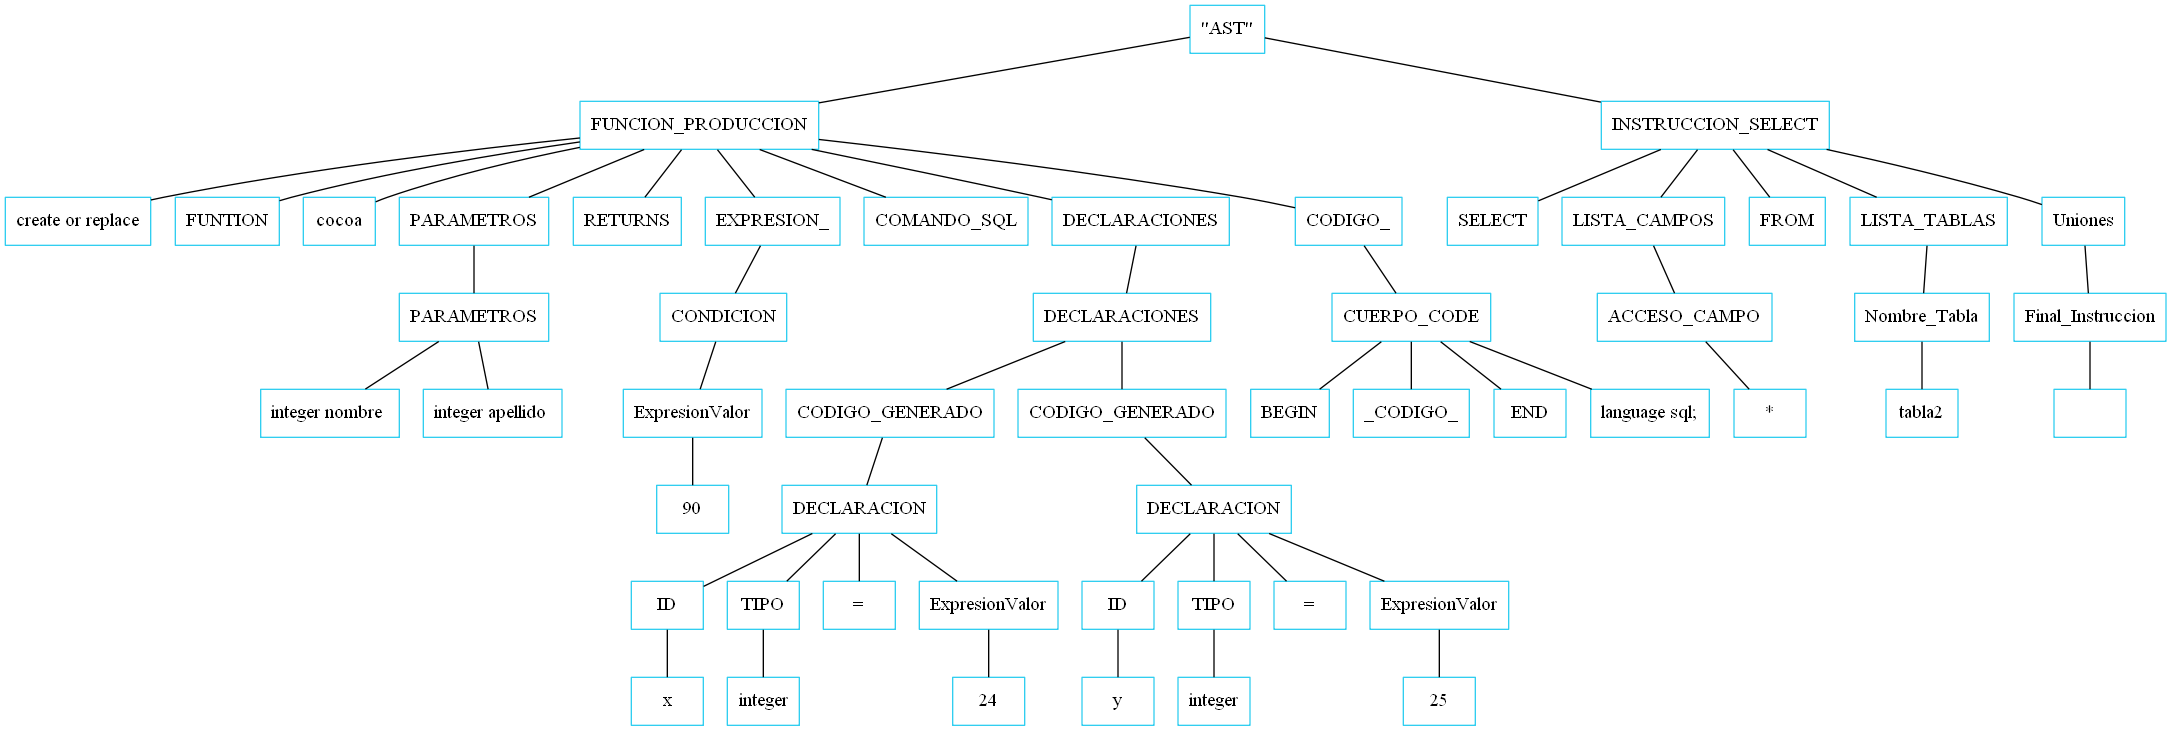 "AST"
FUNCION_PRODUCCION
INSTRUCCION_SELECT
create or replace
FUNTION
cocoa
PARAMETROS
RETURNS
EXPRESION_
COMANDO_SQL
DECLARACIONES
CODIGO_
SELECT
LISTA_CAMPOS
FROM
LISTA_TABLAS
Uniones
PARAMETROS
CONDICION
DECLARACIONES
CUERPO_CODE
ACCESO_CAMPO
Nombre_Tabla
Final_Instruccion
integer nombre
integer apellido
ExpresionValor
CODIGO_GENERADO
CODIGO_GENERADO
BEGIN
_CODIGO_
END
language sql;
*
tabla2
90
DECLARACION
DECLARACION
ID
TIPO
=
ExpresionValor
ID
TIPO
=
ExpresionValor
x
integer
24
y
integer
25